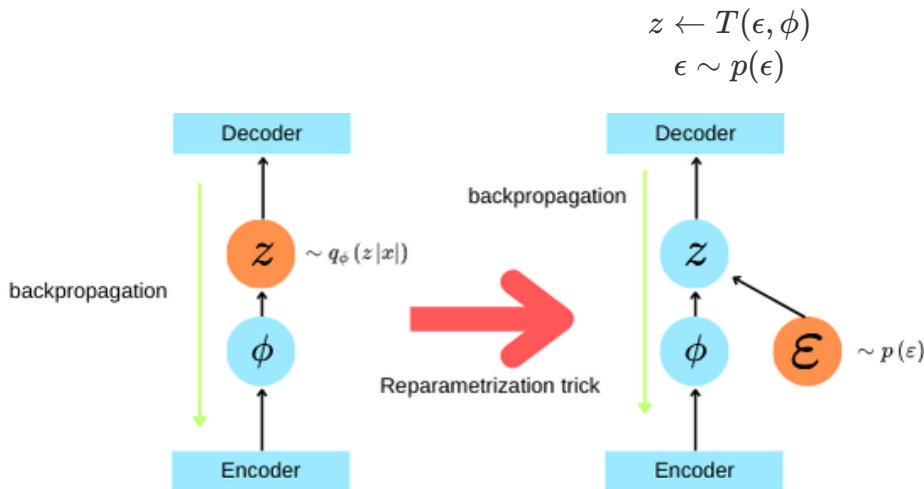 z ← T(ϵ, ϕ)
ϵ ∼ p(ϵ)
Decoder
z
∼ q_ϕ (z|x|)
backpropagation
ϕ
Encoder
Reparametrization trick
Decoder
backpropagation
z
ϕ
ε
∼ p (ε)
Encoder